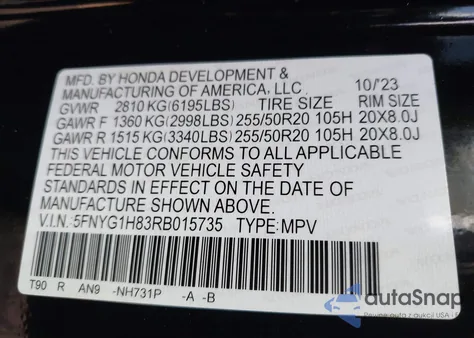 MFD. BY HONDA DEVELOPMENT &
MANUFACTURING OF AMERICA, LLC. 10/'23
GVWR 2810 KG(6195LBS) TIRE SIZE RIM SIZE
GAWR F 1360 KG(2998LBS) 255/50R20 105H 20X8.0J
GAWR R 1515 KG(3340LBS) 255/50R20 105H 20X8.0J
THIS VEHICLE CONFORMS TO ALL APPLICABLE
FEDERAL MOTOR VEHICLE SAFETY
STANDARDS IN EFFECT ON THE DATE OF
MANUFACTURE SHOWN ABOVE.
V.I.N.: 5FNYG1H83RB015735 TYPE: MPV
T90 R AN9 -NH731P -A -B
autaSnap
Autoaukcje z USA i